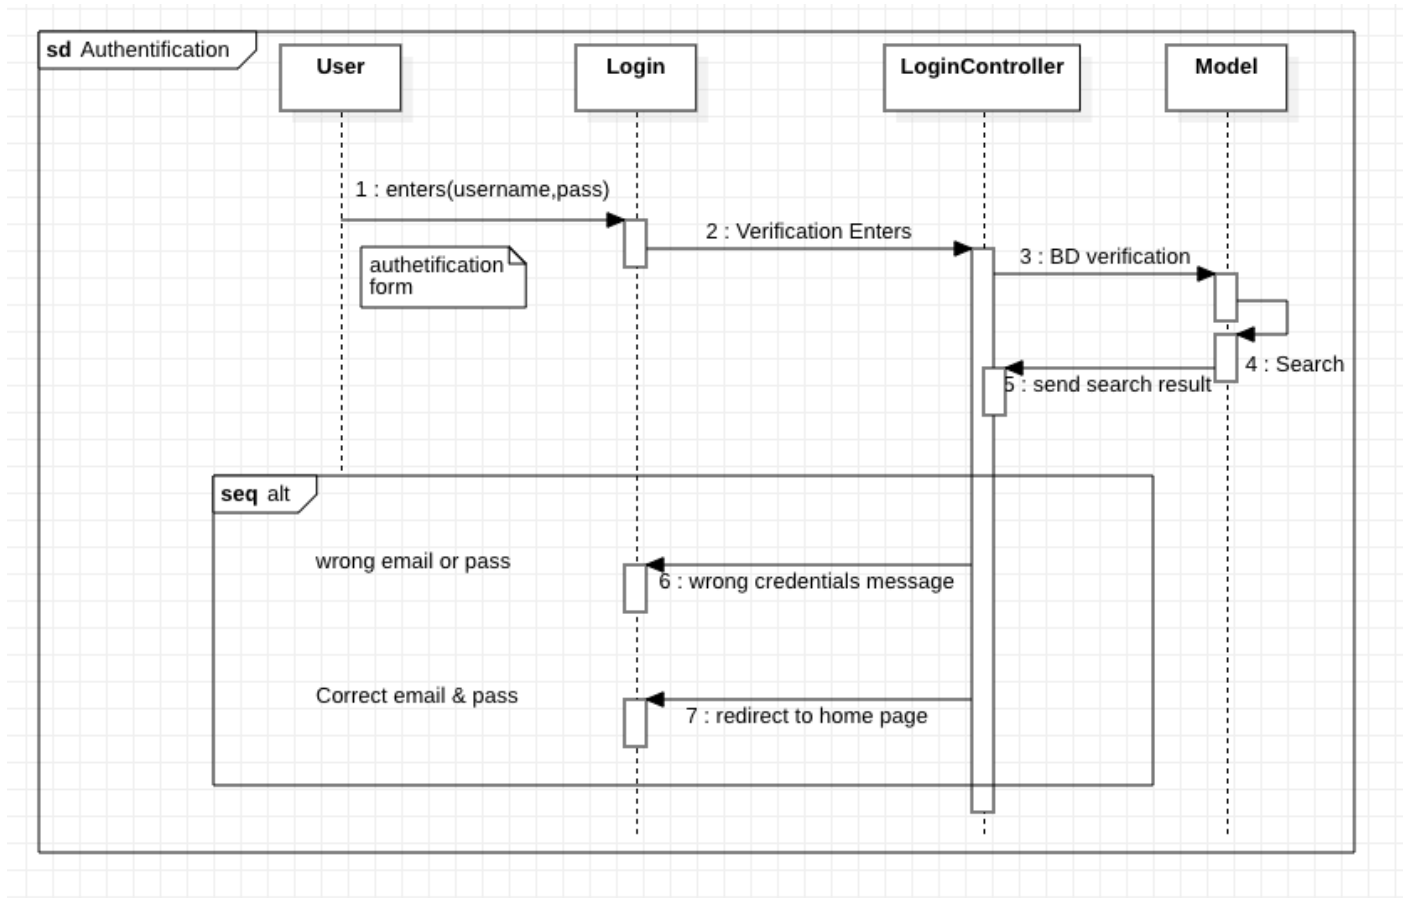 sd Authentification
User
Login
LoginController
Model
1 : enters(username,pass)
2 : Verification Enters
3 : BD verification
authetification
form
4 : Search
5 : send search result
seq alt
wrong email or pass
6 : wrong credentials message
Correct email & pass
7 : redirect to home page